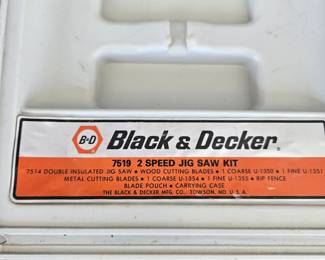 B&D Black & Decker®
7519 2 SPEED JIG SAW KIT
7514 DOUBLE INSULATED JIG SAW • WOOD CUTTING BLADES • 1 COARSE U-1350 • 1 FINE U-1351
METAL CUTTING BLADES • 1 COARSE U-1354 • 1 FINE U-1355 • RIP FENCE
BLADE POUCH • CARRYING CASE
THE BLACK & DECKER MFG. CO., TOWSON, MD U.S.A.